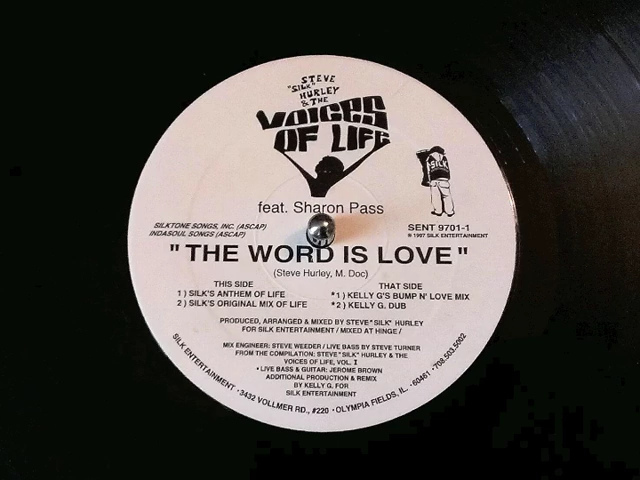 STEVE
"SILK"
HURLEY
& THE
VOICES
OF LIFE
feat. Sharon Pass
SILK
SILKTONE SONGS, INC. (ASCAP)
INDASOUL SONGS (ASCAP)
SENT 9701-1
℗ 1997 SILK ENTERTAINMENT
"THE WORD IS LOVE"
(Steve Hurley, M. Doc)
THIS SIDE
1) SILK'S ANTHEM OF LIFE
2) SILK'S ORIGINAL MIX OF LIFE
THAT SIDE
*1) KELLY G'S BUMP N' LOVE MIX
*2) KELLY G. DUB
PRODUCED, ARRANGED & MIXED BY STEVE "SILK" HURLEY
FOR SILK ENTERTAINMENT / MIXED AT HINGE /
MIX ENGINEER: STEVE WEEDER / LIVE BASS BY STEVE TURNER
FROM THE COMPILATION: STEVE "SILK" HURLEY & THE
VOICES OF LIFE, VOL. I
• LIVE BASS & GUITAR: JEROME BROWN
ADDITIONAL PRODUCTION & REMIX
BY KELLY G. FOR
SILK ENTERTAINMENT
SILK ENTERTAINMENT • 3432 VOLLMER RD., #220 • OLYMPIA FIELDS, IL. • 60461 • 708.503.5002